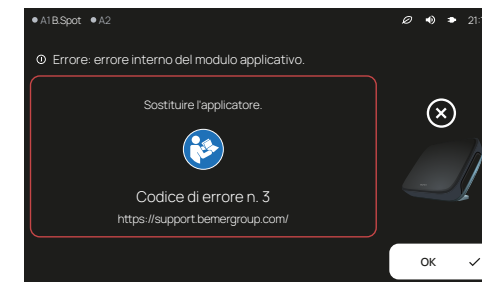 A1 B.Spot A2
Errore: errore interno del modulo applicativo.
Sostituire l'applicatore.
Codice di errore n. 3
https://support.bemergroup.com/
OK